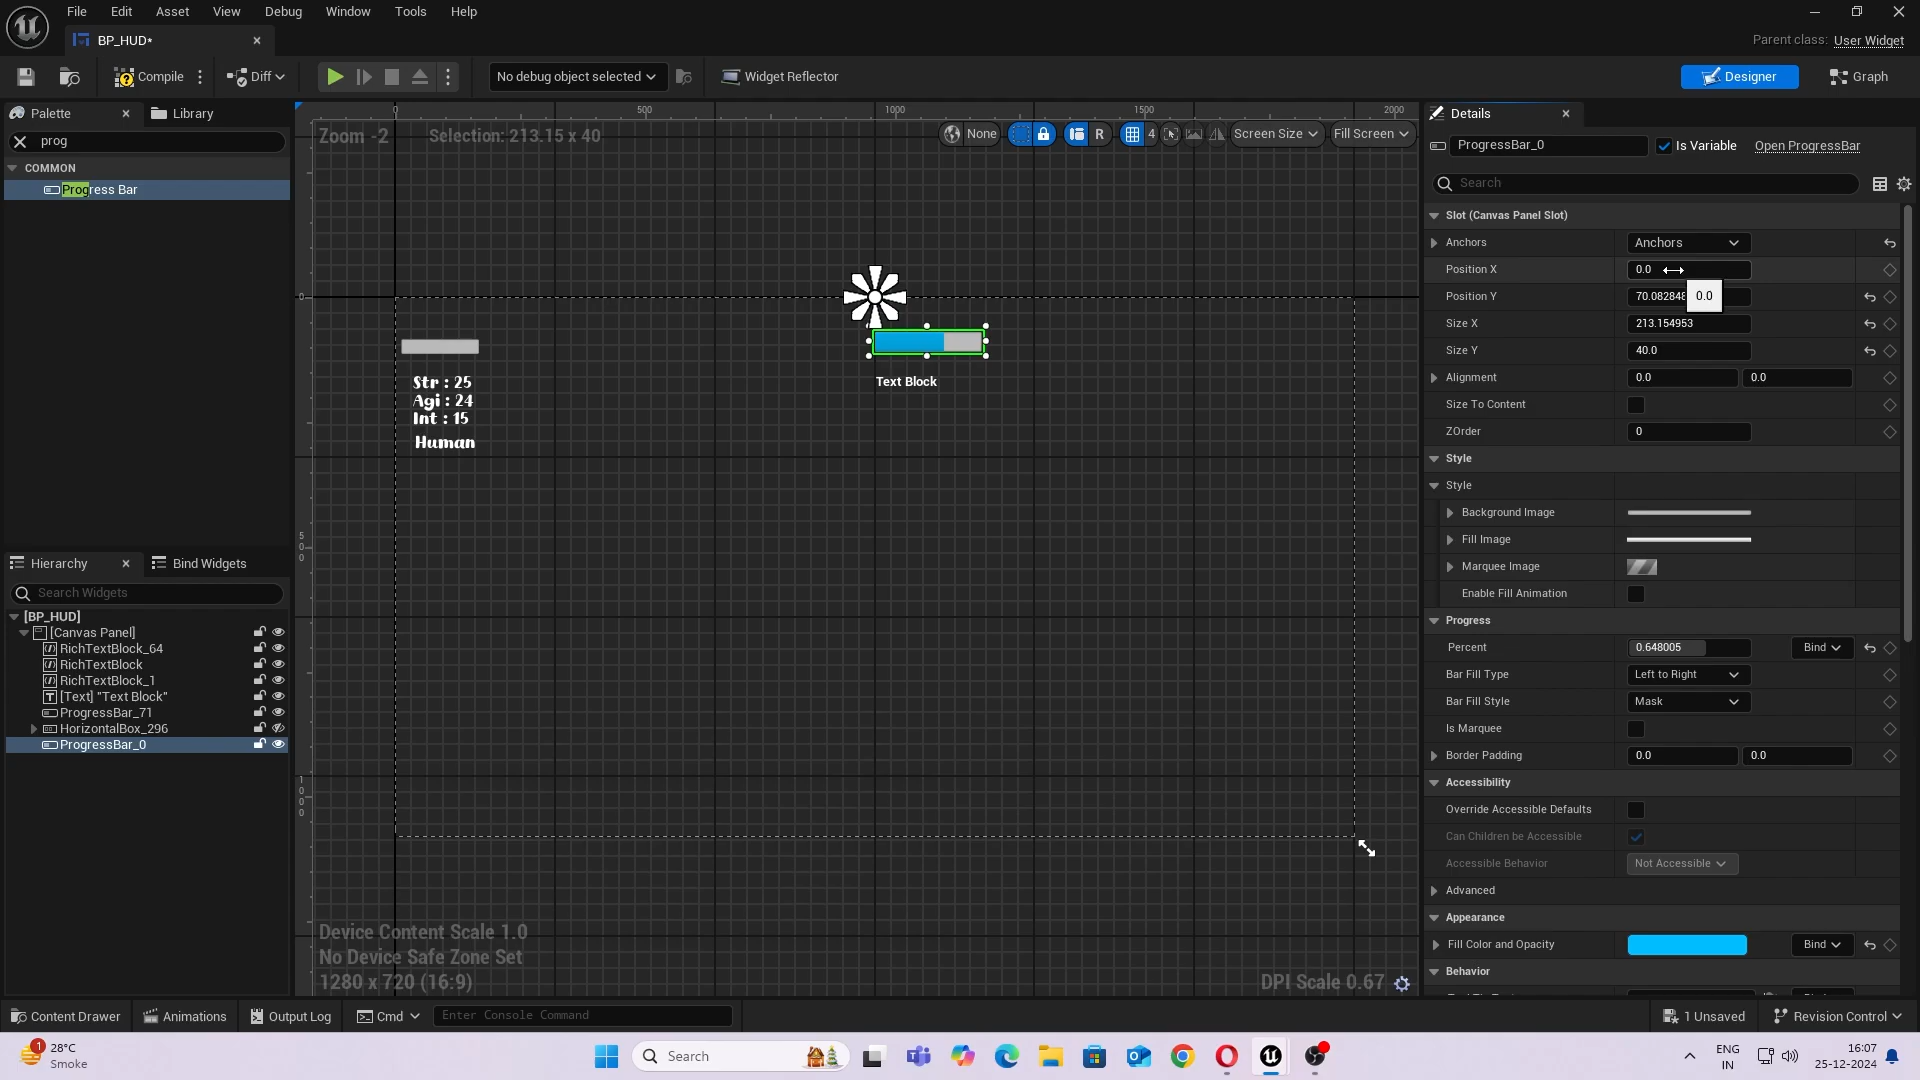 File Edit Asset View Debug Window Tools Help
BP_HUD*
Parent class: User Widget
Compile
Diff
No debug object selected
Widget Reflector
Designer
Graph
Palette
Library
prog
COMMON
Progress Bar
Hierarchy
Bind Widgets
Search Widgets
[BP_HUD]
[Canvas Panel]
RichTextBlock_64
RichTextBlock
RichTextBlock_1
[Text] "Text Block"
ProgressBar_71
HorizontalBox_296
ProgressBar_0
0 500 1000 1500 2000
Zoom -2
Selection: 213.15 x 40
None
R
4
Screen Size
Fill Screen
0
500
1000
Str : 25
Agi : 24
Int : 15
Human
Text Block
Device Content Scale 1.0
No Device Safe Zone Set
1280 x 720 (16:9)
DPI Scale 0.67
Details
ProgressBar_0
Is Variable
Open ProgressBar
Search
Slot (Canvas Panel Slot)
Anchors Anchors
Position X 0.0
Position Y 70.082848
0.0
Size X 213.154953
Size Y 40.0
Alignment 0.0 0.0
Size To Content
ZOrder 0
Style
Style
Background Image
Fill Image
Marquee Image
Enable Fill Animation
Progress
Percent 0.648005 Bind
Bar Fill Type Left to Right
Bar Fill Style Mask
Is Marquee
Border Padding 0.0 0.0
Accessibility
Override Accessible Defaults
Can Children be Accessible
Accessible Behavior Not Accessible
Advanced
Appearance
Fill Color and Opacity Bind
Behavior
Content Drawer
Animations
Output Log
Cmd
Enter Console Command
1 Unsaved
Revision Control
1
28°C
Smoke
Search
ENG
IN
16:07
25-12-2024